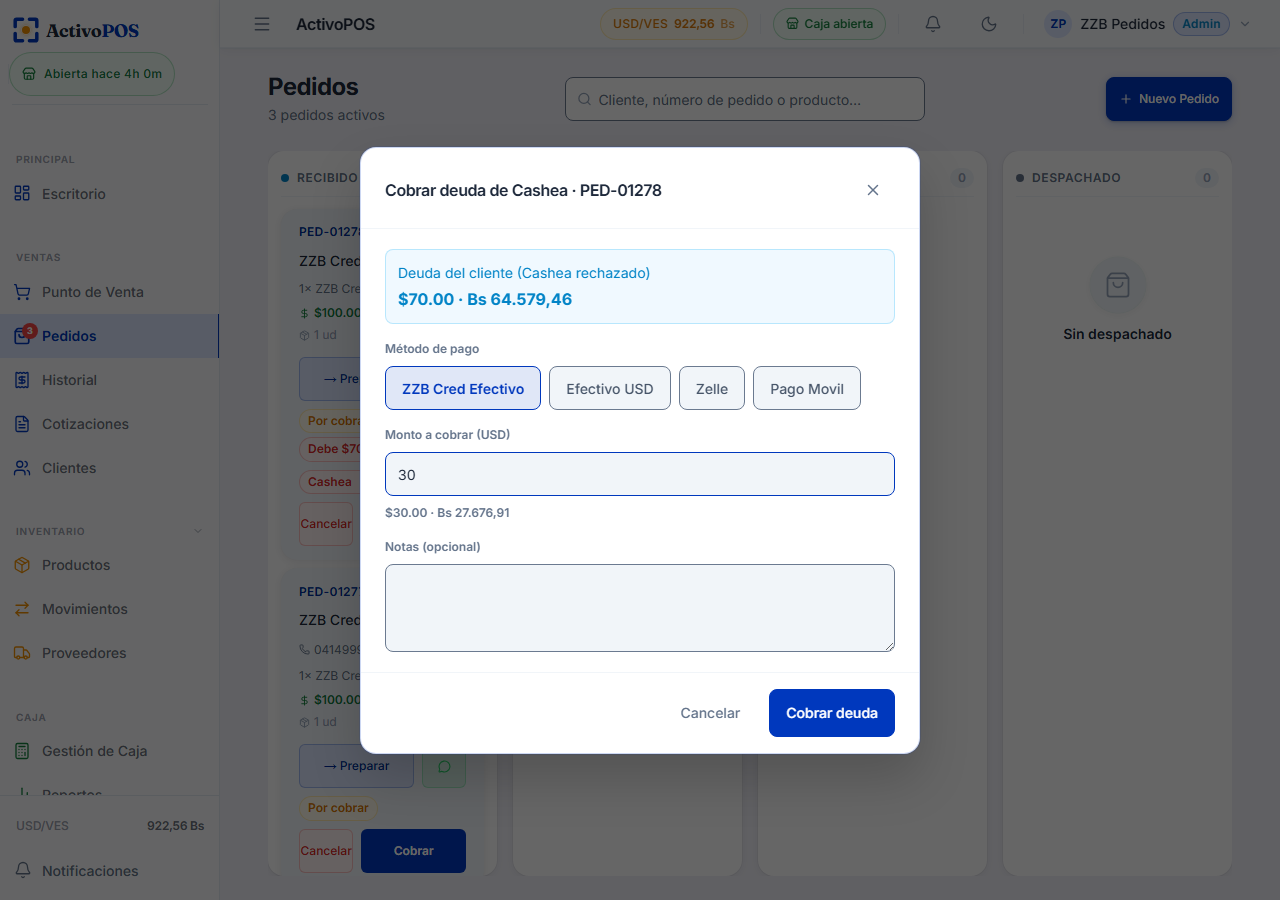 ActivoPOS
Abierta hace 4h 0m
PRINCIPAL
Escritorio
VENTAS
Punto de Venta
3
Pedidos
Historial
Cotizaciones
Clientes
INVENTARIO
Productos
Movimientos
Proveedores
CAJA
Gestión de Caja
Reportes
USD/VES 922,56 Bs
Notificaciones
ActivoPOS
USD/VES 922,56 Bs
Caja abierta
ZP
ZZB Pedidos
Admin
Pedidos
3 pedidos activos
Cliente, número de pedido o producto...
+ Nuevo Pedido
RECIBIDO
0
DESPACHADO
0
Sin despachado
PED-01278
ZZB Cred
1× ZZB Cre
$ $100.00
1 ud
→ Pre
Por cobra
Debe $70
Cashea
Cancelar
PED-0127
ZZB Cred
0414999
1× ZZB Cre
$ $100.00
1 ud
→ Preparar
Por cobrar
Cancelar
Cobrar
Cobrar deuda de Cashea · PED-01278
Deuda del cliente (Cashea rechazado)
$70.00 · Bs 64.579,46
Método de pago
ZZB Cred Efectivo
Efectivo USD
Zelle
Pago Movil
Monto a cobrar (USD)
30
$30.00 · Bs 27.676,91
Notas (opcional)
Cancelar
Cobrar deuda